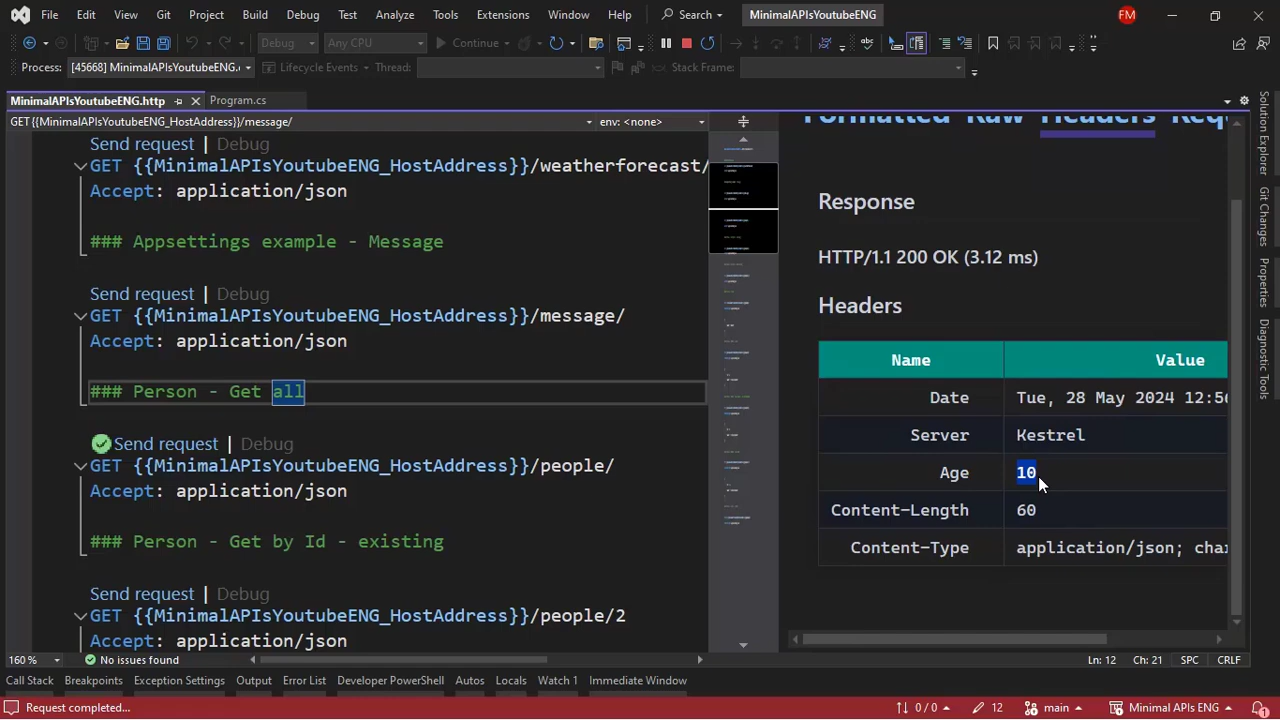 File Edit View Git Project Build Debug Test Analyze Tools Extensions Window Help Search MinimalAPIsYoutubeENG FM
Debug Any CPU Continue
Process: [45668] MinimalAPIsYoutubeENG. Lifecycle Events Thread: Stack Frame:
MinimalAPIsYoutubeENG.http Program.cs
GET{{MinimalAPIsYoutubeENG_HostAddress}}/message/ env: <none>
Send request | Debug
GET {{MinimalAPIsYoutubeENG_HostAddress}}/weatherforecast/
Accept: application/json
### Appsettings example - Message
Send request | Debug
GET {{MinimalAPIsYoutubeENG_HostAddress}}/message/
Accept: application/json
### Person - Get all
Send request | Debug
GET {{MinimalAPIsYoutubeENG_HostAddress}}/people/
Accept: application/json
### Person - Get by Id - existing
Send request | Debug
GET {{MinimalAPIsYoutubeENG_HostAddress}}/people/2
Accept: application/json
Formatted Raw Headers Requ
Response
HTTP/1.1 200 OK (3.12 ms)
Headers
Name Value
Date Tue, 28 May 2024 12:56
Server Kestrel
Age 10
Content-Length 60
Content-Type application/json; char
Solution Explorer
Git Changes
Properties
Diagnostic Tools
160 % No issues found Ln: 12 Ch: 21 SPC CRLF
Call Stack Breakpoints Exception Settings Output Error List Developer PowerShell Autos Locals Watch 1 Immediate Window
Request completed... 0 / 0 12 main Minimal APIs ENG 1